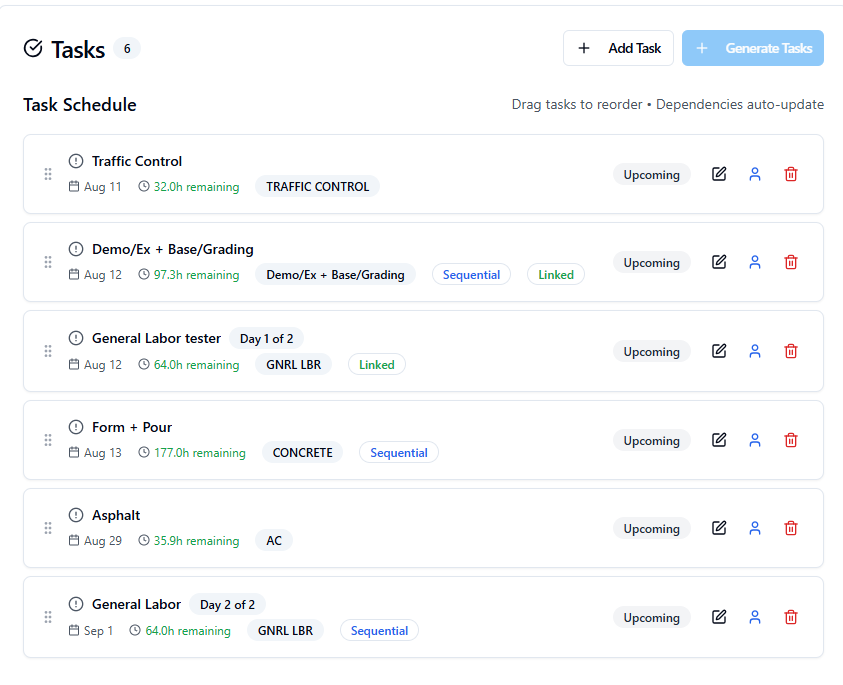 Tasks 6 Add Task Generate Tasks
Task Schedule Drag tasks to reorder • Dependencies auto-update
Traffic Control
Aug 11 32.0h remaining TRAFFIC CONTROL Upcoming
Demo/Ex + Base/Grading
Aug 12 97.3h remaining Demo/Ex + Base/Grading Sequential Linked Upcoming
General Labor tester Day 1 of 2
Aug 12 64.0h remaining GNRL LBR Linked Upcoming
Form + Pour
Aug 13 177.0h remaining CONCRETE Sequential Upcoming
Asphalt
Aug 29 35.9h remaining AC Upcoming
General Labor Day 2 of 2
Sep 1 64.0h remaining GNRL LBR Sequential Upcoming